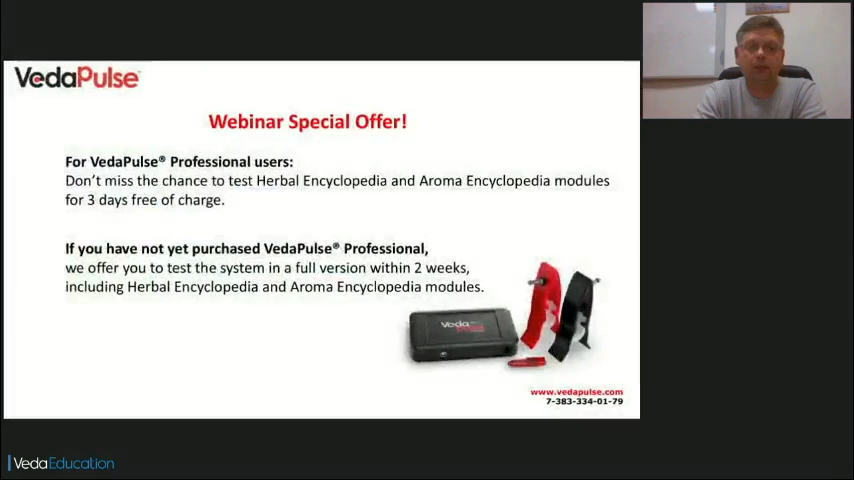 VedaPulse
Webinar Special Offer!
For VedaPulse® Professional users:
Don't miss the chance to test Herbal Encyclopedia and Aroma Encyclopedia modules
for 3 days free of charge.
If you have not yet purchased VedaPulse® Professional,
we offer you to test the system in a full version within 2 weeks,
including Herbal Encyclopedia and Aroma Encyclopedia modules.
Veda
www.vedapulse.com
7-383-334-01-79
VedaEducation